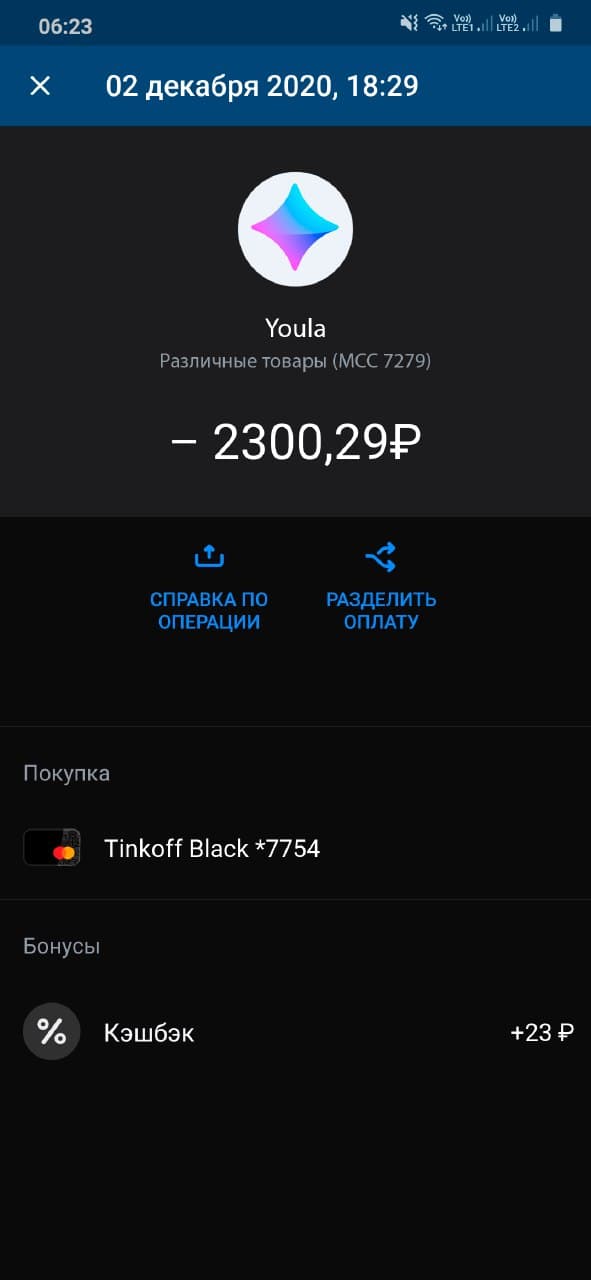 06:23
Vo)) LTE1
Vo)) LTE2
02 декабря 2020, 18:29
Youla
Различные товары (MCC 7279)
– 2300,29₽
СПРАВКА ПО
ОПЕРАЦИИ
РАЗДЕЛИТЬ
ОПЛАТУ
Покупка
Tinkoff Black *7754
Бонусы
%
Кэшбэк
+23 ₽